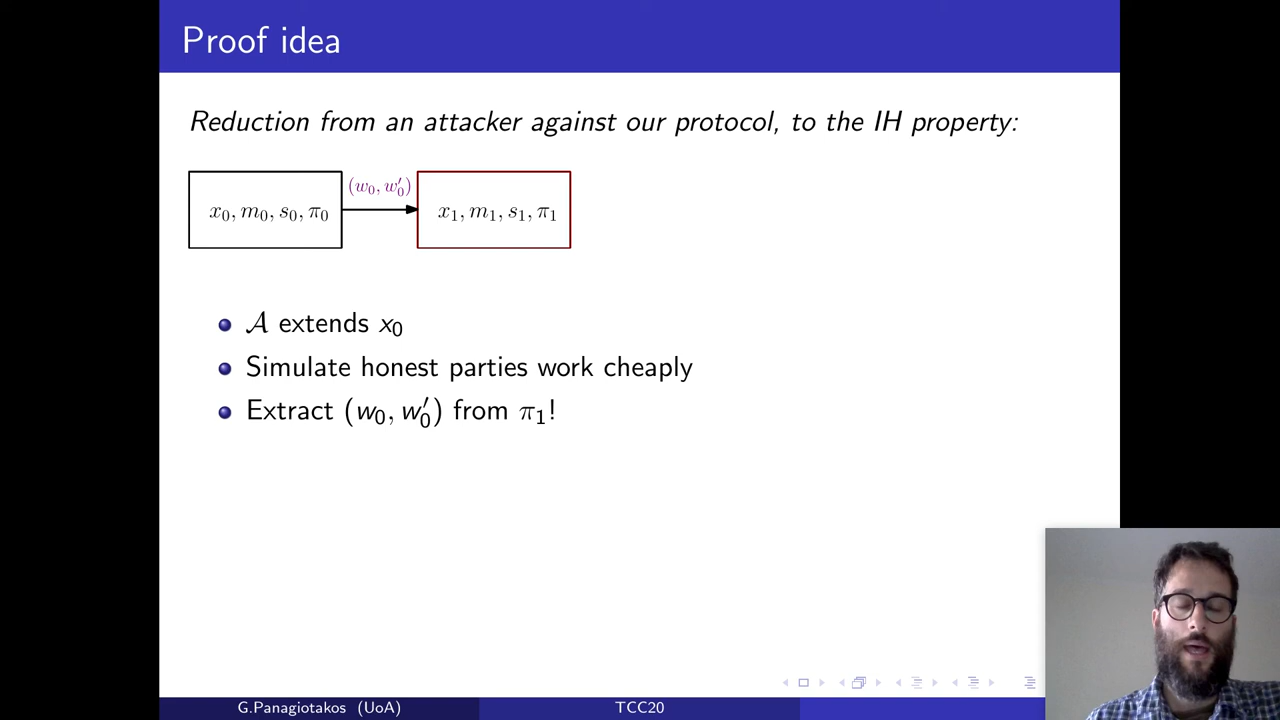 Proof idea
Reduction from an attacker against our protocol, to the IH property:
(w₀, w₀′)
x₀, m₀, s₀, π₀
x₁, m₁, s₁, π₁
𝒜 extends x₀
Simulate honest parties work cheaply
Extract (w₀, w₀′) from π₁!
G.Panagiotakos (UoA)
TCC20